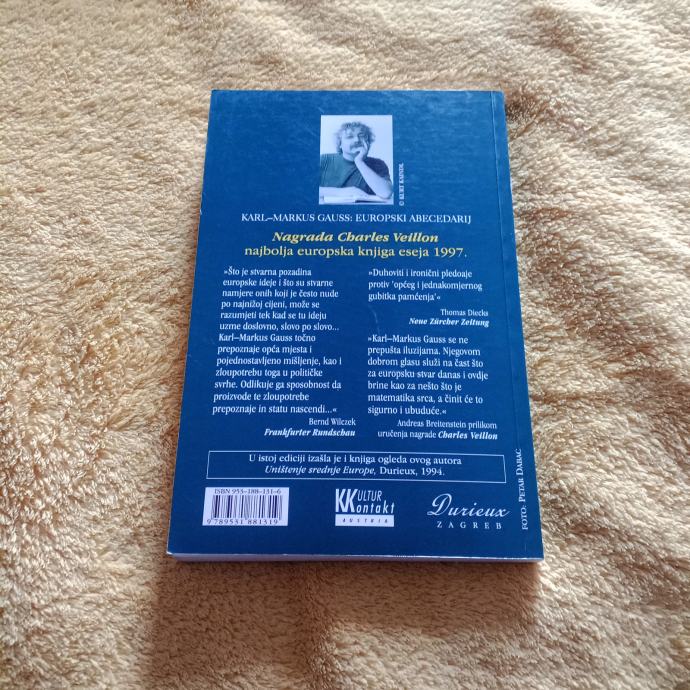 © KURT KAINDL
KARL–MARKUS GAUSS: EUROPSKI ABECEDARIJ
Nagrada Charles Veillon
najbolja europska knjiga eseja 1997.
»Što je stvarna pozadina
europske ideje i što su stvarne
namjere onih koji je često nude
po najnižoj cijeni, može se
razumjeti tek kad se tu ideju
uzme doslovno, slovo po slovo...
Karl–Markus Gauss točno
prepoznaje opća mjesta i
pojednostavljeno mišljenje, kao i
zloupotrebu toga u političke
svrhe. Odlikuje ga sposobnost da
proizvode te zloupotrebe
prepoznaje in statu nascendi...«
Bernd Wilczek
Frankfurter Rundschau
»Duhoviti i ironični pledoaje
protiv 'općeg i jednakomjernog
gubitka pamćenja'«
Thomas Diecks
Neue Zürcher Zeitung
»Karl–Markus Gauss se ne
prepušta iluzijama. Njegovom
dobrom glasu služi na čast što
za europsku stvar danas i ovdje
brine kao za nešto što je
matematika srca, a činit će to
sigurno i ubuduće.«
Andreas Breitenstein prilikom
uručenja nagrade Charles Veillon
U istoj ediciji izašla je i knjiga ogleda ovog autora
Uništenje srednje Europe, Durieux, 1994.
ISBN 953-188-131-6
9789531881319
KULTUR
Kontakt
AUSTRIA
Durieux
ZAGREB
FOTO: PETAR DABAC